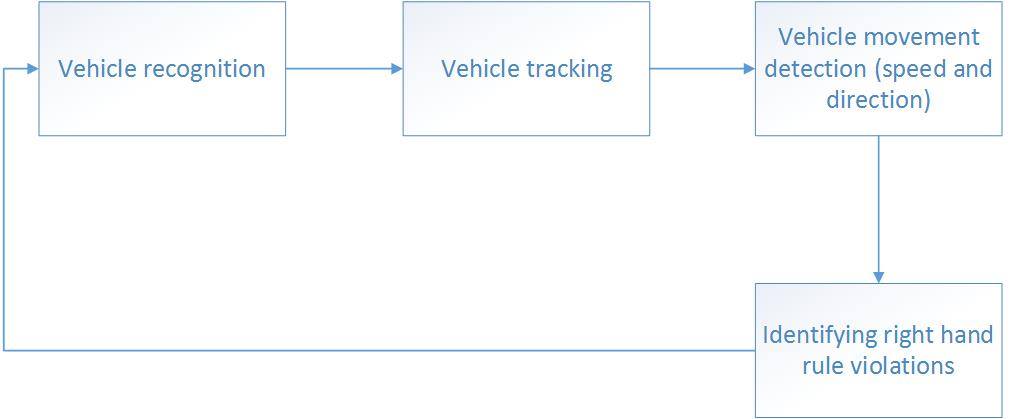 Vehicle recognition
Vehicle tracking
Vehicle movement
detection (speed and
direction)
Identifying right hand
rule violations